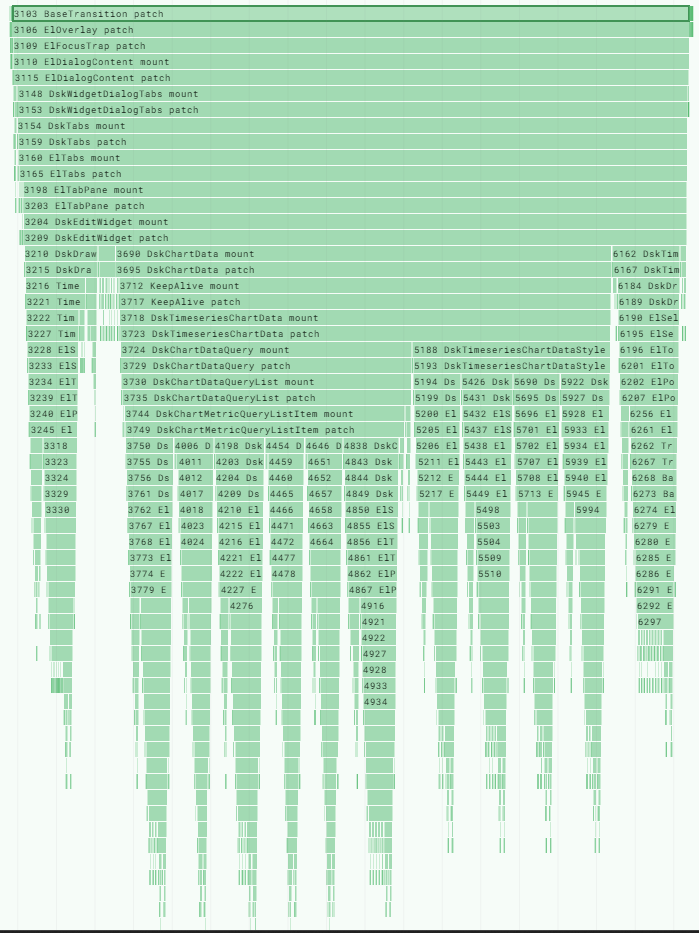 3103 BaseTransition patch
3106 ElOverlay patch
3109 ElFocusTrap patch
3110 ElDialogContent mount
3115 ElDialogContent patch
3148 DskWidgetDialogTabs mount
3153 DskWidgetDialogTabs patch
3154 DskTabs mount
3159 DskTabs patch
3160 ElTabs mount
3165 ElTabs patch
3198 ElTabPane mount
3203 ElTabPane patch
3204 DskEditWidget mount
3209 DskEditWidget patch
3210 DskDraw 3690 DskChartData mount 6162 DskTim
3215 DskDra 3695 DskChartData patch 6167 DskTim
3216 Time 3712 KeepAlive mount 6184 DskDr
3221 Time 3717 KeepAlive patch 6189 DskDr
3222 Tim 3718 DskTimeseriesChartData mount 6190 ElSel
3227 Tim 3723 DskTimeseriesChartData patch 6195 ElSe
3228 ElS 3724 DskChartDataQuery mount 5188 DskTimeseriesChartDataStyle 6196 ElTo
3233 ElS 3729 DskChartDataQuery patch 5193 DskTimeseriesChartDataStyle 6201 ElTo
3234 ElT 3730 DskChartDataQueryList mount 5194 Ds 5426 Dsk 5690 Ds 5922 Dsk 6202 ElPo
3239 ElT 3735 DskChartDataQueryList patch 5199 Ds 5431 Dsk 5695 Ds 5927 Ds 6207 ElPo
3240 ElP 3744 DskChartMetricQueryListItem mount 5200 El 5432 ElS 5696 El 5928 El 6256 El
3245 El 3749 DskChartMetricQueryListItem patch 5205 El 5437 ElS 5701 El 5933 El 6261 El
3318 3750 Ds 4006 D 4198 Dsk 4454 D 4646 D 4838 DskC 5206 El 5438 El 5702 El 5934 El 6262 Tr
3323 3755 Ds 4011 4203 Dsk 4459 4651 4843 Dsk 5211 El 5443 El 5707 El 5939 El 6267 Tr
3324 3756 Ds 4012 4204 Ds 4460 4652 4844 Dsk 5212 E 5444 El 5708 El 5940 El 6268 Ba
3329 3761 Ds 4017 4209 Ds 4465 4657 4849 Dsk 5217 E 5449 El 5713 E 5945 E 6273 Ba
3330 3762 El 4018 4210 El 4466 4658 4850 ElS 5498 5994 6274 El
3767 El 4023 4215 El 4471 4663 4855 ElS 5503 6279 E
3768 El 4024 4216 El 4472 4664 4856 ElT 5504 6280 E
3773 El 4221 El 4477 4861 ElT 5509 6285 E
3774 E 4222 El 4478 4862 ElP 5510 6286 E
3779 E 4227 E 4867 ElP 6291 E
4276 4916 6292 E
4921 6297
4922
4927
4928
4933
4934